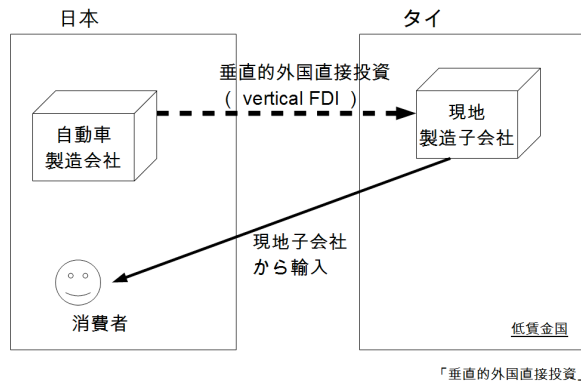 日本
タイ
垂直的外国直接投資
( vertical FDI )
自動車
製造会社
現地
製造子会社
現地子会社
から輸入
消費者
低賃金国
「垂直的外国直接投資」